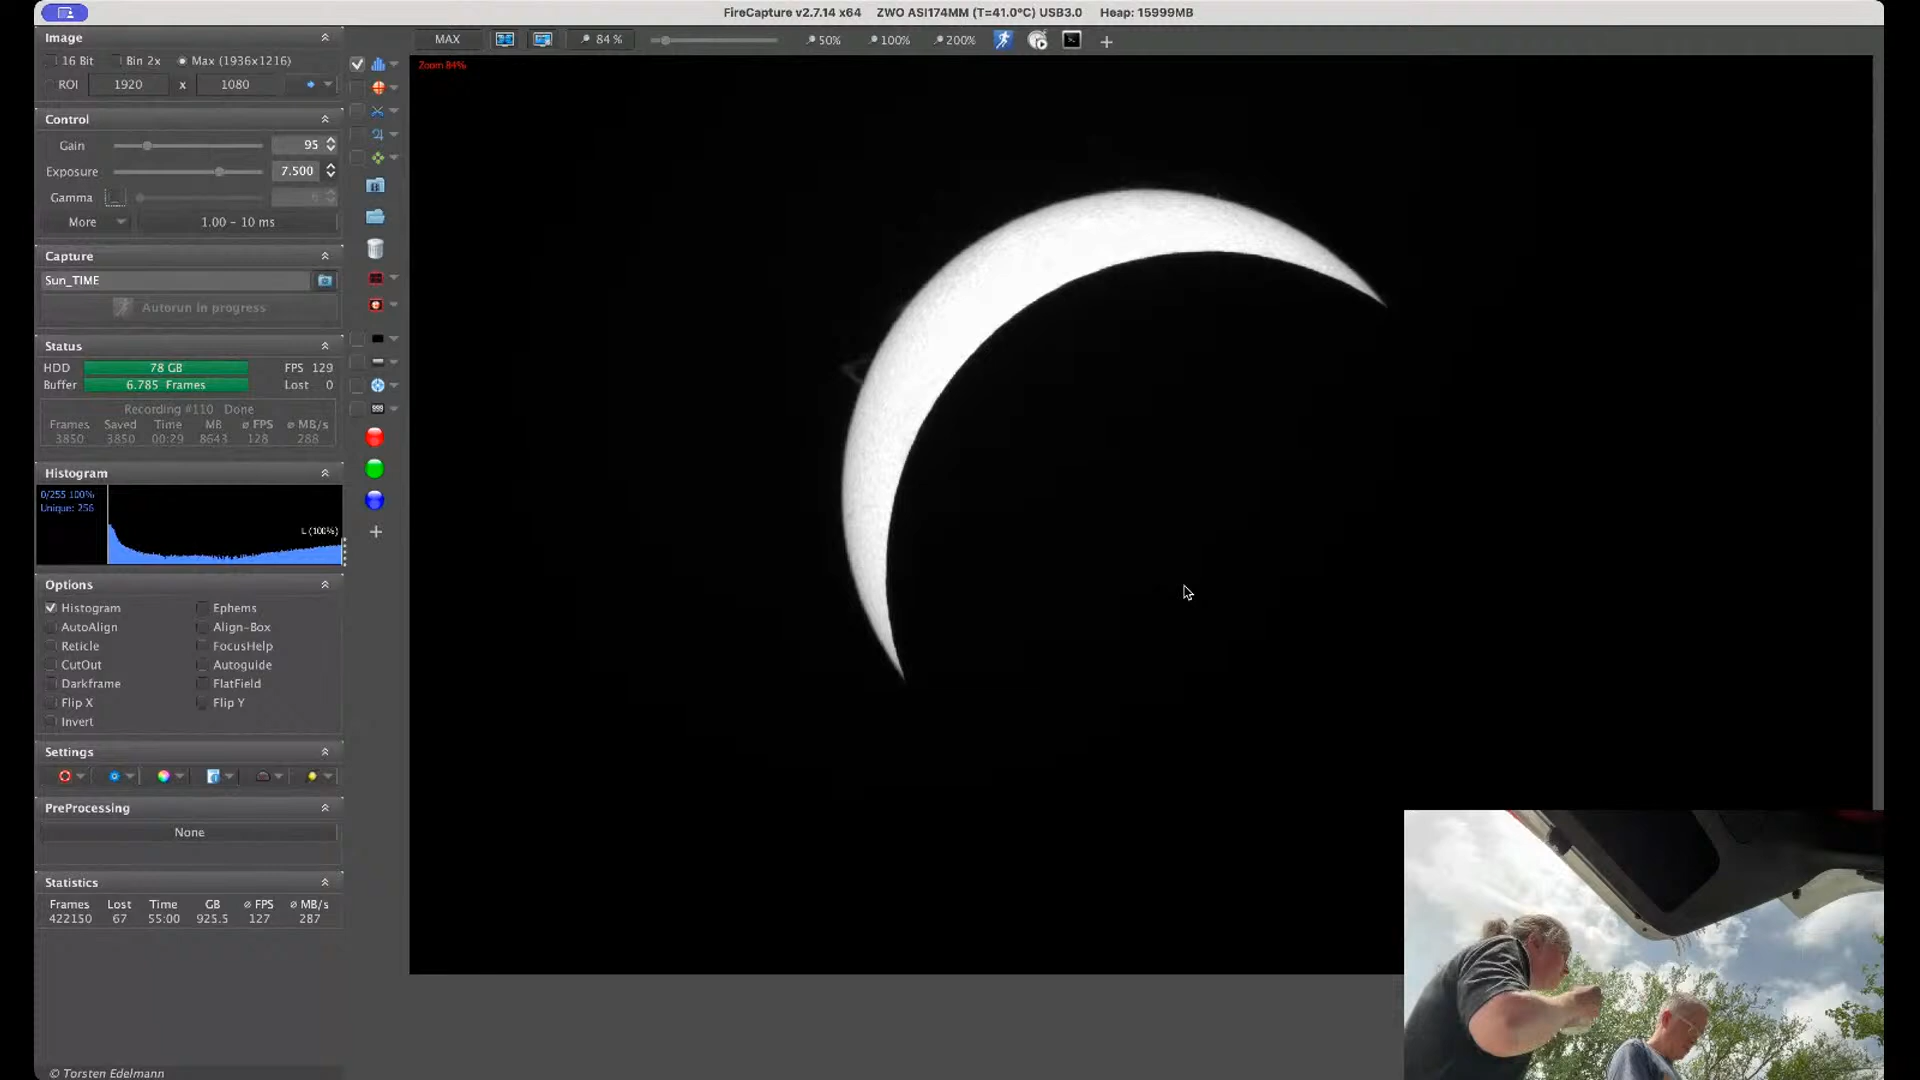 FireCapture v2.7.14 x64 ZWO ASI174MM (T=41.0°C) USB3.0 Heap: 15999MB
MAX 84 % 50% 100% 200%
Zoom 84%
Image
16 Bit Bin 2x Max (1936x1216)
ROI 1920 x 1080
Control
Gain 95
Exposure 7.500
Gamma
More 1.00 - 10 ms
Capture
Sun_TIME
Autorun in progress
Status
HDD 78 GB FPS 129
Buffer 6.785 Frames Lost 0
Recording #110 Done
Frames Saved Time MB ø FPS ø MB/s
3850 3850 00:29 8643 128 288
999
Histogram
0/255 100%
Unique: 256
L (100%)
Options
Histogram Ephems
AutoAlign Align-Box
Reticle FocusHelp
CutOut Autoguide
Darkframe FlatField
Flip X Flip Y
Invert
Settings
PreProcessing
None
Statistics
Frames Lost Time GB ø FPS ø MB/s
422150 67 55:00 925.5 127 287
© Torsten Edelmann